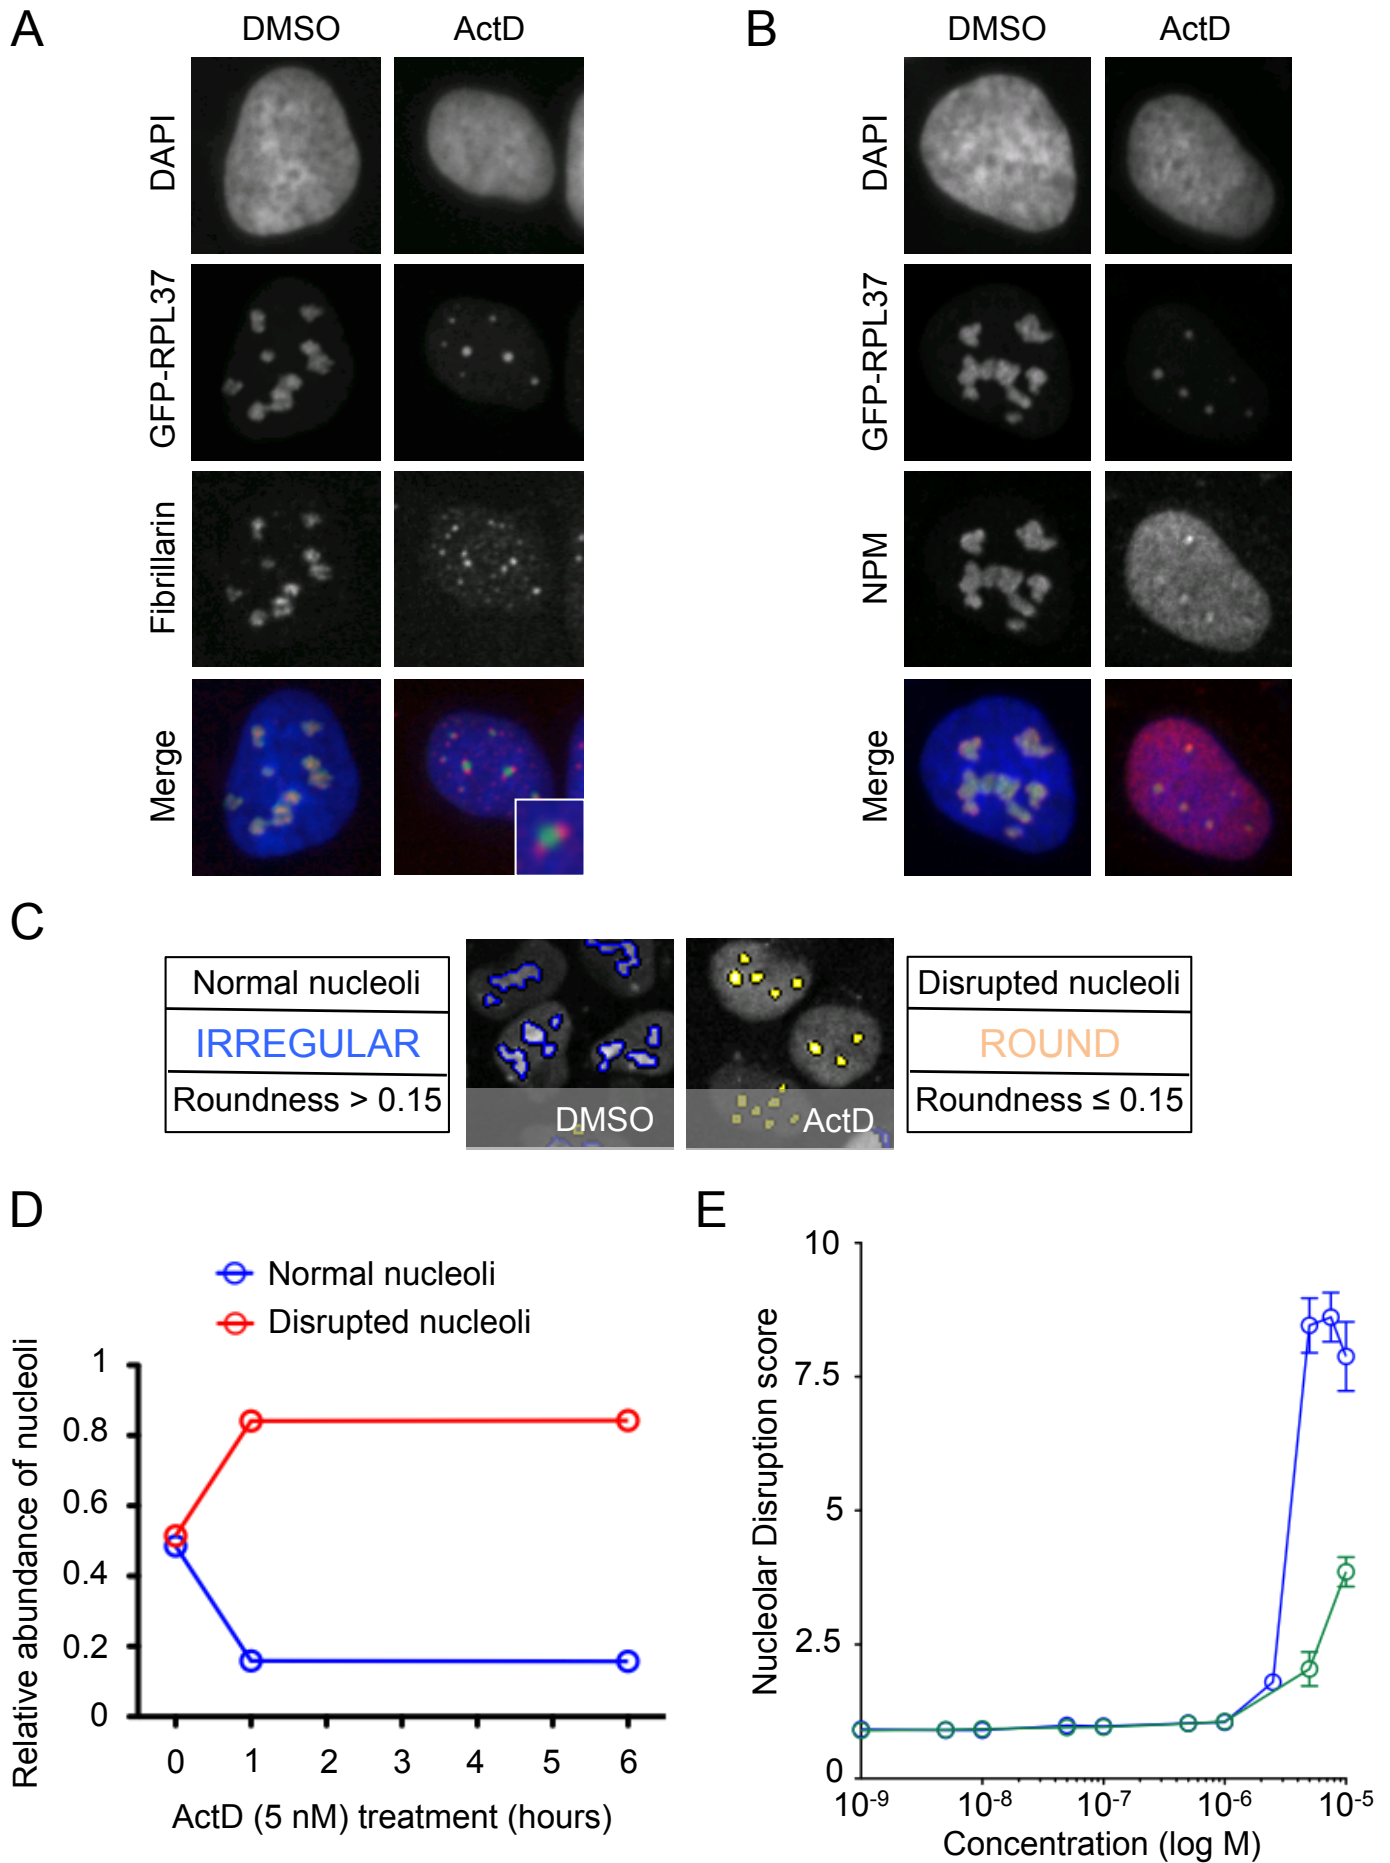 A
DMSO
ActD
DAPI
GFP-RPL37
Fibrillarin
Merge
B
DMSO
ActD
DAPI
GFP-RPL37
NPM
Merge
C
Normal nucleoli
IRREGULAR
Roundness > 0.15
DMSO
ActD
Disrupted nucleoli
ROUND
Roundness ≤ 0.15
D
Normal nucleoli
Disrupted nucleoli
Relative abundance of nucleoli
1
0.8
0.6
0.4
0.2
0
0 1 2 3 4 5 6
ActD (5 nM) treatment (hours)
E
Nucleolar Disruption score
10
7.5
5
2.5
0
10⁻⁹ 10⁻⁸ 10⁻⁷ 10⁻⁶ 10⁻⁵
Concentration (log M)